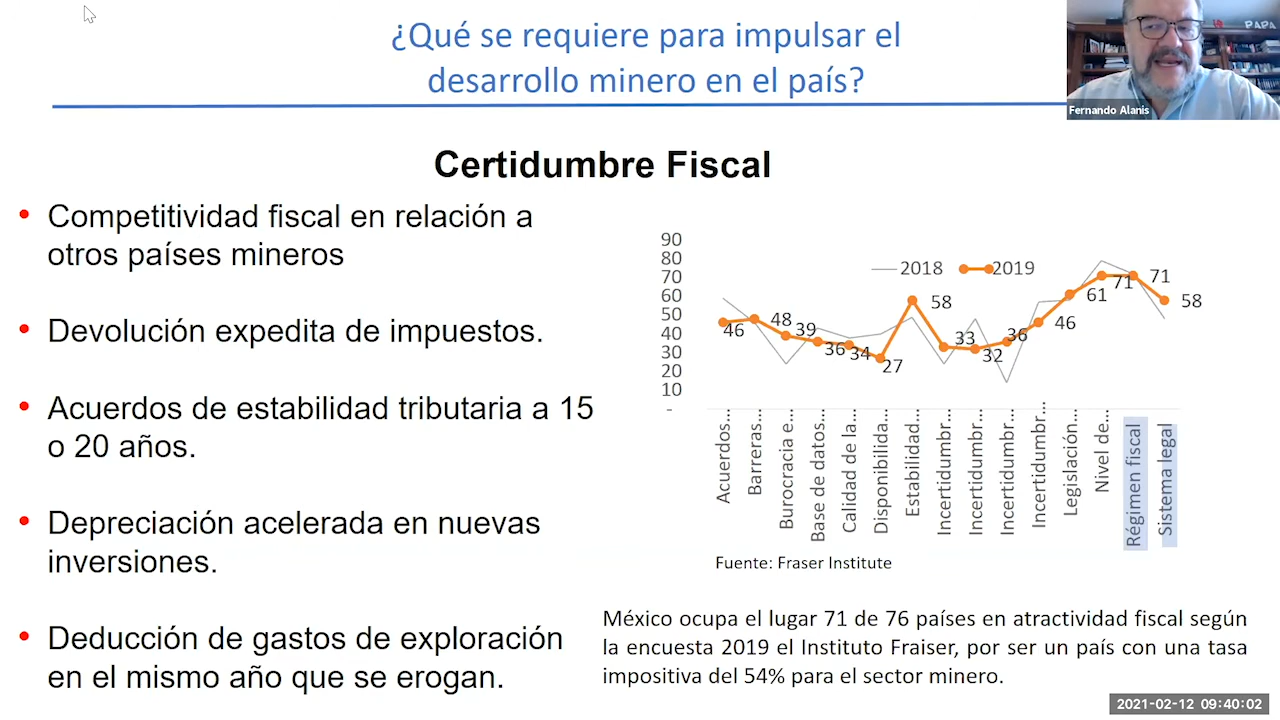 ¿Qué se requiere para impulsar el
desarrollo minero en el país?
PAPA
Fernando Alanis
Certidumbre Fiscal
• Competitividad fiscal en relación a
otros países mineros
• Devolución expedita de impuestos.
• Acuerdos de estabilidad tributaria a 15
o 20 años.
• Depreciación acelerada en nuevas
inversiones.
• Deducción de gastos de exploración
en el mismo año que se erogan.
90
80
70
60
50
40
30
20
10
-
2018
2019
46
48
39
36
34
27
58
33
32
36
46
61
71
71
58
Acuerdos...
Barreras...
Burocracia e...
Base de datos...
Calidad de la...
Disponibilida...
Estabilidad...
Incertidumbr...
Incertidumbr...
Incertidumbr...
Incertidumbr...
Legislación...
Nivel de...
Régimen fiscal
Sistema legal
Fuente: Fraser Institute
México ocupa el lugar 71 de 76 países en atractividad fiscal según
la encuesta 2019 el Instituto Fraiser, por ser un país con una tasa
impositiva del 54% para el sector minero.
2021-02-12 09:40:02